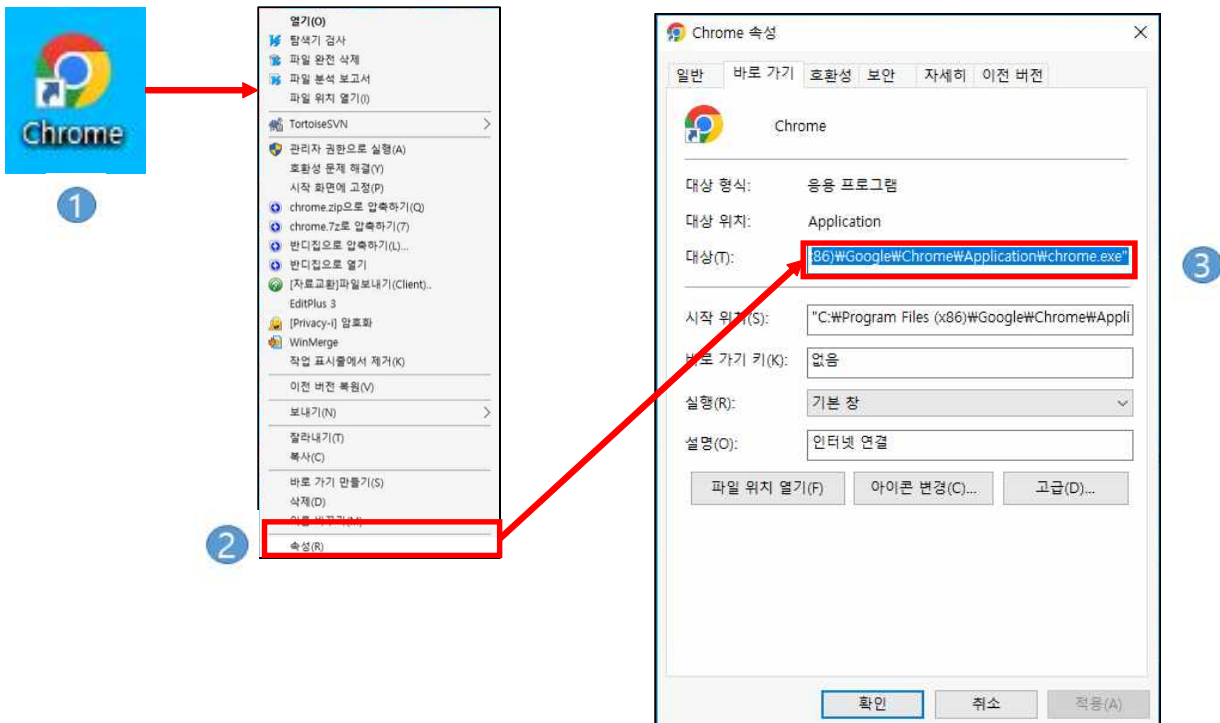 Chrome
1
열기(O)
탐색기 검사
파일 완전 삭제
파일 분석 보고서
파일 위치 열기(I)
TortoiseSVN
관리자 권한으로 실행(A)
호환성 문제 해결(Y)
시작 화면에 고정(P)
chrome.zip으로 압축하기(Q)
chrome.7z로 압축하기(7)
반디집으로 압축하기(L)...
반디집으로 열기
[자료교환]파일보내기(Client)..
EditPlus 3
[Privacy-i] 암호화
WinMerge
작업 표시줄에서 제거(K)
이전 버전 복원(V)
보내기(N)
잘라내기(T)
복사(C)
바로 가기 만들기(S)
삭제(D)
이름 바꾸기(M)
속성(R)
2
Chrome 속성
일반 바로 가기 호환성 보안 자세히 이전 버전
Chrome
대상 형식: 응용 프로그램
대상 위치: Application
대상(T): :86)₩Google₩Chrome₩Application₩chrome.exe"
3
시작 위치(S): "C:₩Program Files (x86)₩Google₩Chrome₩Appli
바로 가기 키(K): 없음
실행(R): 기본 창
설명(O): 인터넷 연결
파일 위치 열기(F) 아이콘 변경(C)... 고급(D)...
확인 취소 적용(A)